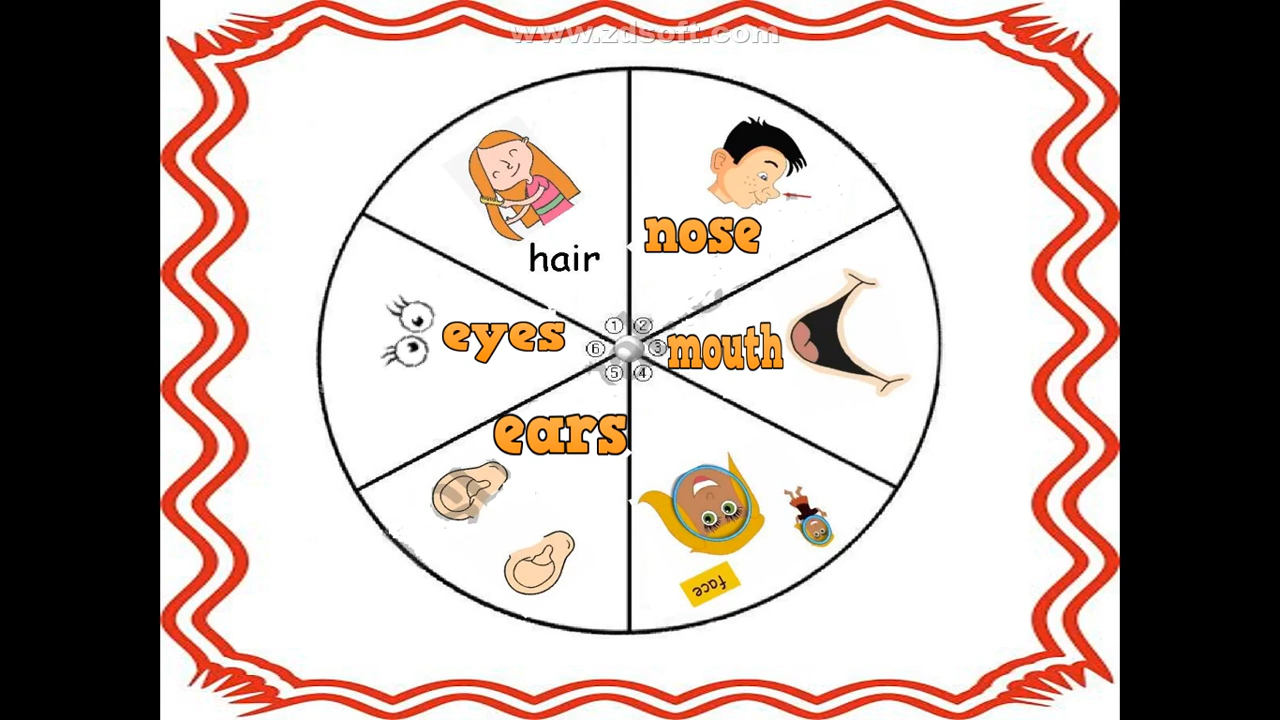 www.zdsoft.com
hair
nose
eyes
mouth
① ②
⑥ ③
⑤ ④
ears
face